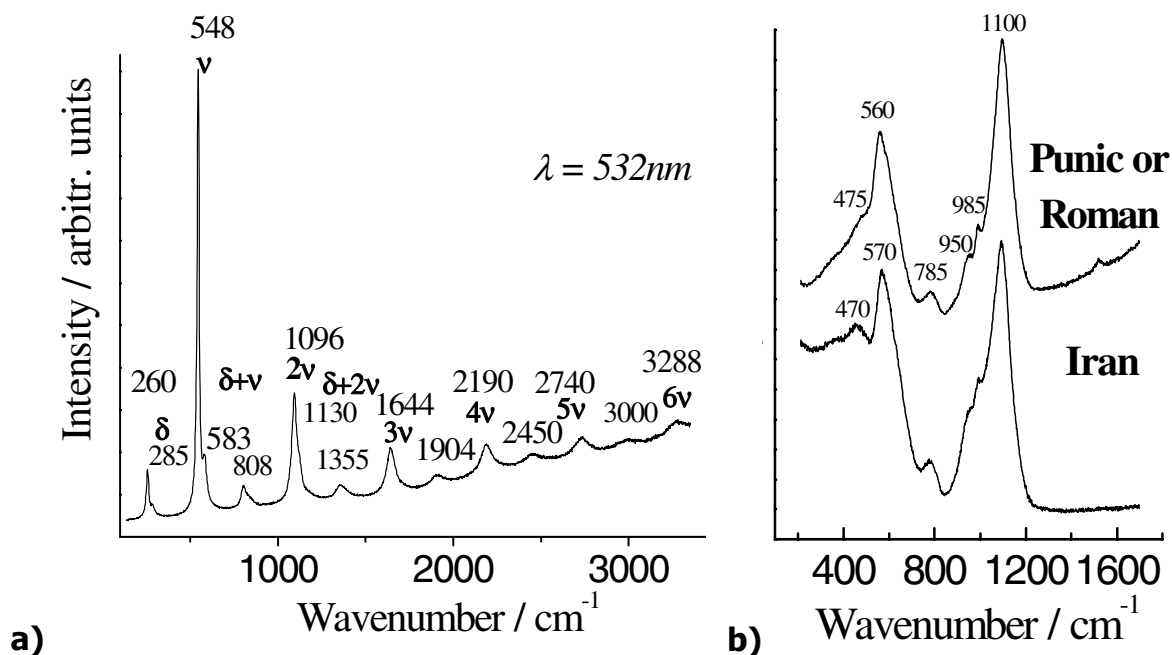 548
ν
Intensity / arbitr. units
λ = 532nm
260
δ
285
583
δ+ν
808
1096
2ν
1130
δ+2ν
1355
1644
3ν
1904
2190
4ν
2450
2740
5ν
3000
3288
6ν
1000 2000 3000
Wavenumber / cm⁻¹
a)
1100
560
475
985
950
785
Punic or
Roman
570
470
Iran
400 800 1200 1600
Wavenumber / cm⁻¹
b)